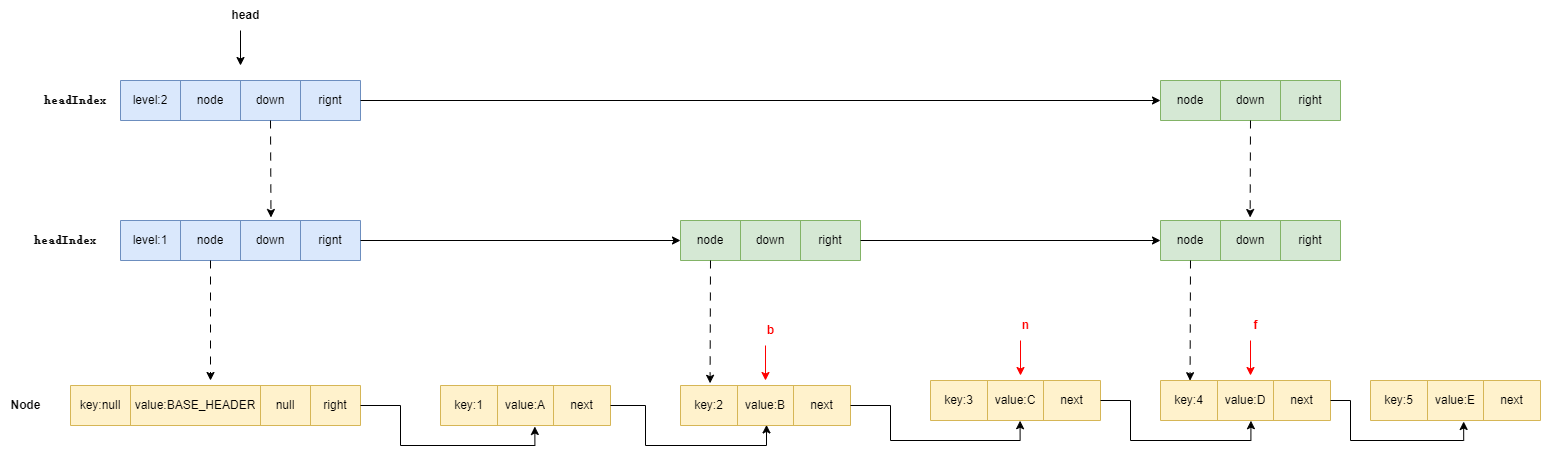 head
headIndex level:2 node down rignt node down right
headIndex level:1 node down rignt node down right node down right
b n f
Node key:null value:BASE_HEADER null right key:1 value:A next key:2 value:B next key:3 value:C next key:4 value:D next key:5 value:E next